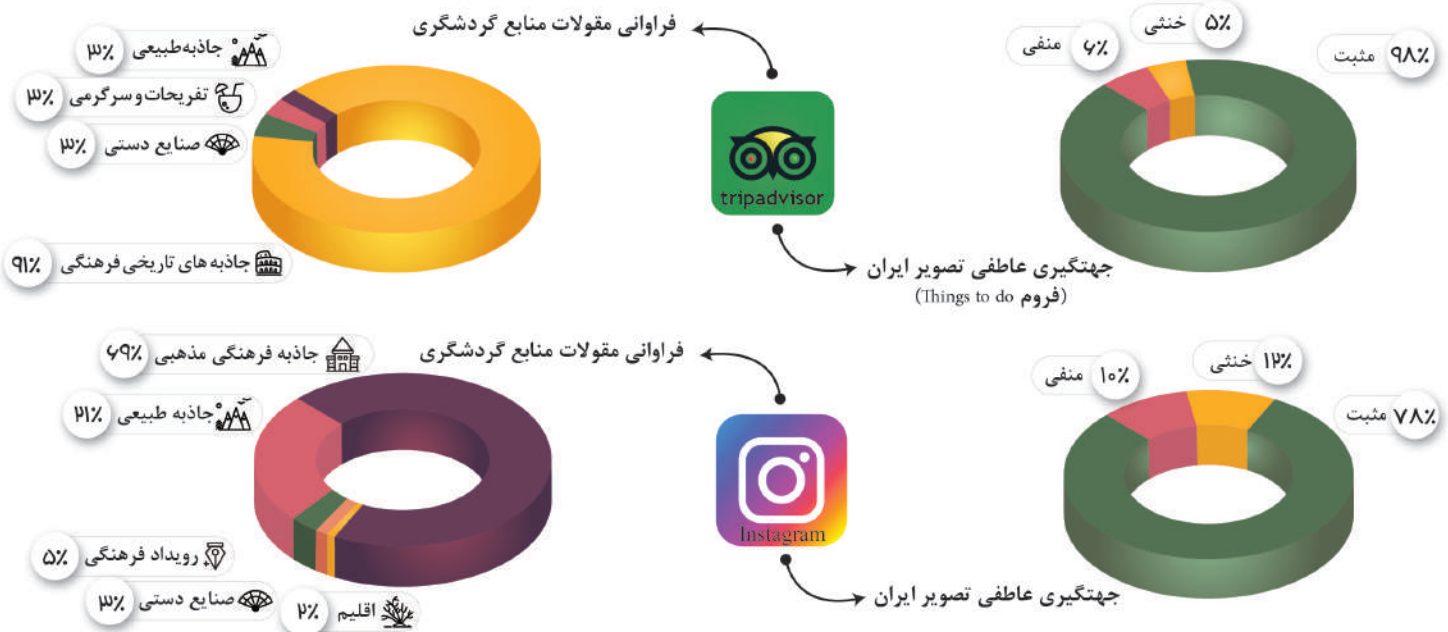 فراوانی مقولات منابع گردشگری
جاذبه‌طبیعی ۳٪
تفریحات و سرگرمی ۳٪
صنایع دستی ۳٪
جاذبه های تاریخی فرهنگی ۹۱٪
tripadvisor
۵٪ خنثی
۶٪ منفی
۹۸٪ مثبت
جهتگیری عاطفی تصویر ایران
(فروم Things to do)
فراوانی مقولات منابع گردشگری
جاذبه فرهنگی مذهبی ۶۹٪
جاذبه طبیعی ۲۱٪
رویداد فرهنگی ۵٪
صنایع دستی ۳٪
اقلیم ۲٪
Instagram
۱۲٪ خنثی
۱۰٪ منفی
۷۸٪ مثبت
جهتگیری عاطفی تصویر ایران